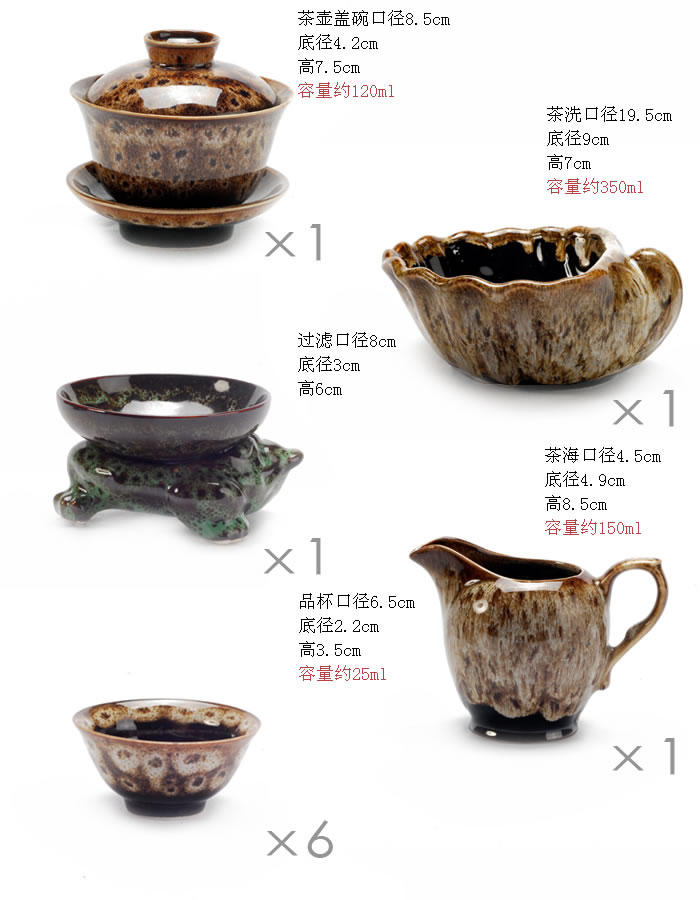 茶壶盖碗口径8.5cm
底径4.2cm
高7.5cm
容量约120ml
×1
茶洗口径19.5cm
底径9cm
高7cm
容量约350ml
×1
过滤口径8cm
底径3cm
高6cm
×1
茶海口径4.5cm
底径4.9cm
高8.5cm
容量约150ml
×1
品杯口径6.5cm
底径2.2cm
高3.5cm
容量约25ml
×6